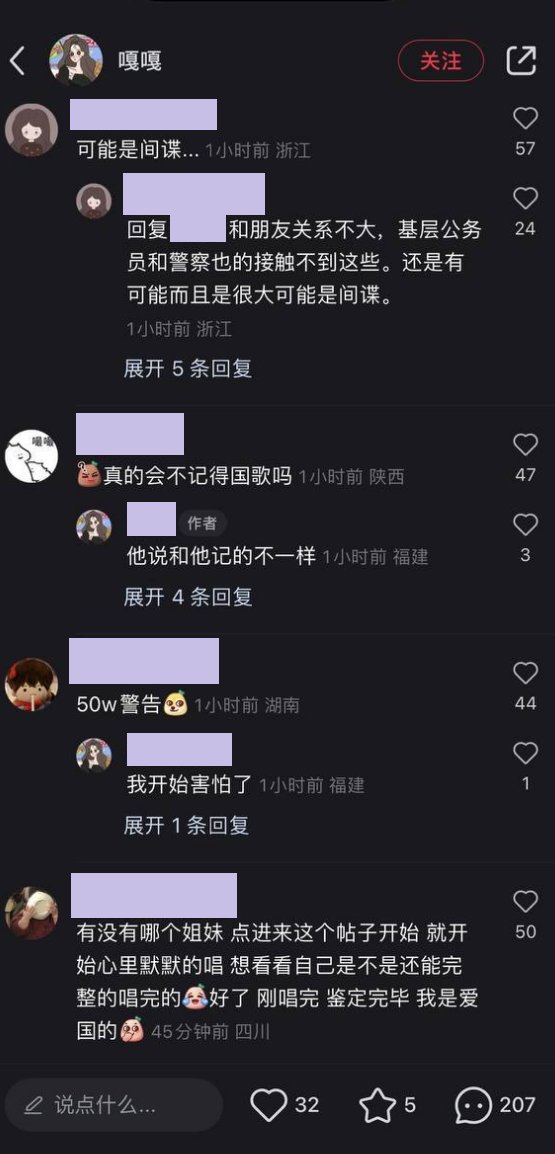 嘎嘎
关注
可能是间谍... 1小时前 浙江
57
回复 和朋友关系不大，基层公务
员和警察也的接触不到这些。还是有
可能而且是很大可能是间谍。
24
1小时前 浙江
展开 5 条回复
嘬嘬
真的会不记得国歌吗 1小时前 陕西
47
作者
他说和他记的不一样 1小时前 福建
3
展开 4 条回复
50w警告 1小时前 湖南
44
我开始害怕了 1小时前 福建
1
展开 1 条回复
有没有哪个姐妹 点进来这个帖子开始 就开
始心里默默的唱 想看看自己是不是还能完
整的唱完的 好了 刚唱完 鉴定完毕 我是爱
国的 45分钟前 四川
50
说点什么...
32
5
207